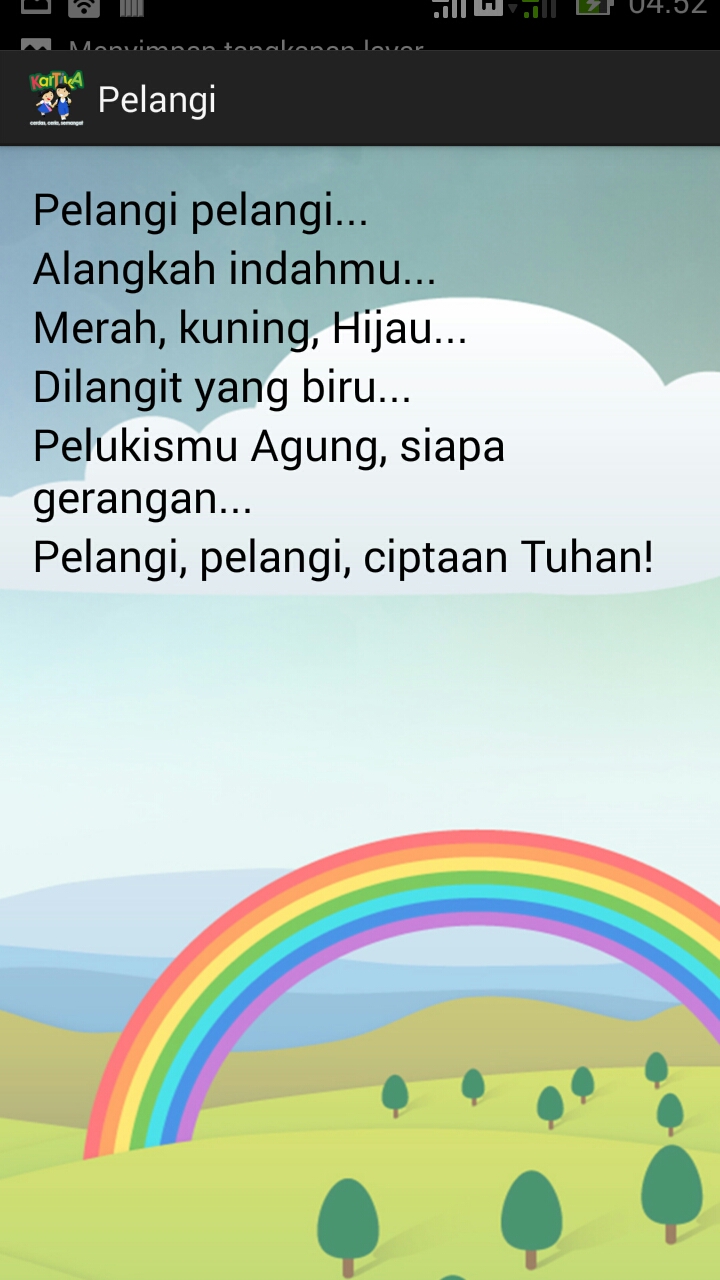 04.52
Menyimpan tangkapan layar
KarTikA
cerdas, ceria, semangat
Pelangi
Pelangi pelangi...
Alangkah indahmu...
Merah, kuning, Hijau...
Dilangit yang biru...
Pelukismu Agung, siapa
gerangan...
Pelangi, pelangi, ciptaan Tuhan!